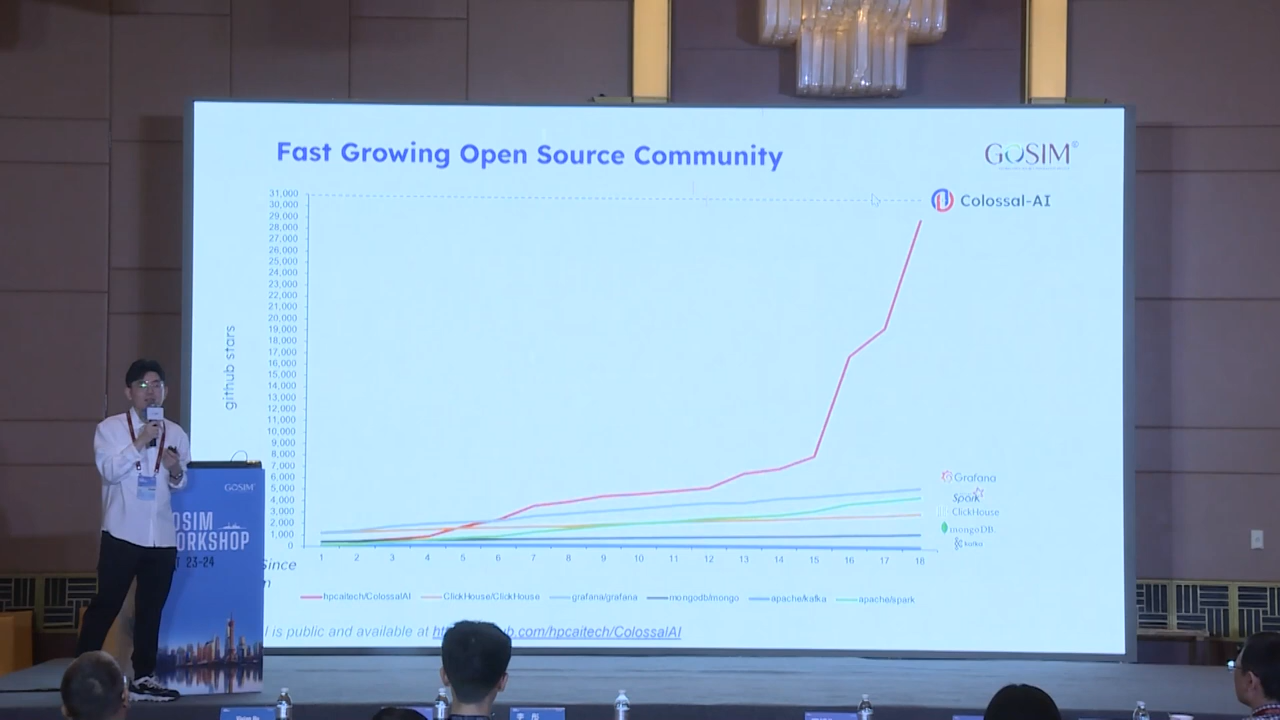 Fast Growing Open Source Community
GOSIM
31,000
30,000
29,000
28,000
27,000
26,000
25,000
24,000
23,000
22,000
21,000
20,000
19,000
18,000
17,000
16,000
15,000
14,000
13,000
12,000
11,000
10,000
9,000
8,000
7,000
6,000
5,000
4,000
3,000
2,000
1,000
0
github stars
Colossal-AI
Grafana
Spark
ClickHouse
mongoDB.
kafka
1 2 3 4 5 6 7 8 9 10 11 12 13 14 15 16 17 18
Since
hpcaitech/ColossalAI ClickHouse/ClickHouse grafana/grafana mongodb/mongo apache/kafka apache/spark
I is public and available at ht b.com/hpcaitech/ColossalAI
GOSIM
OSIM
ORKSHOP
T 23-24